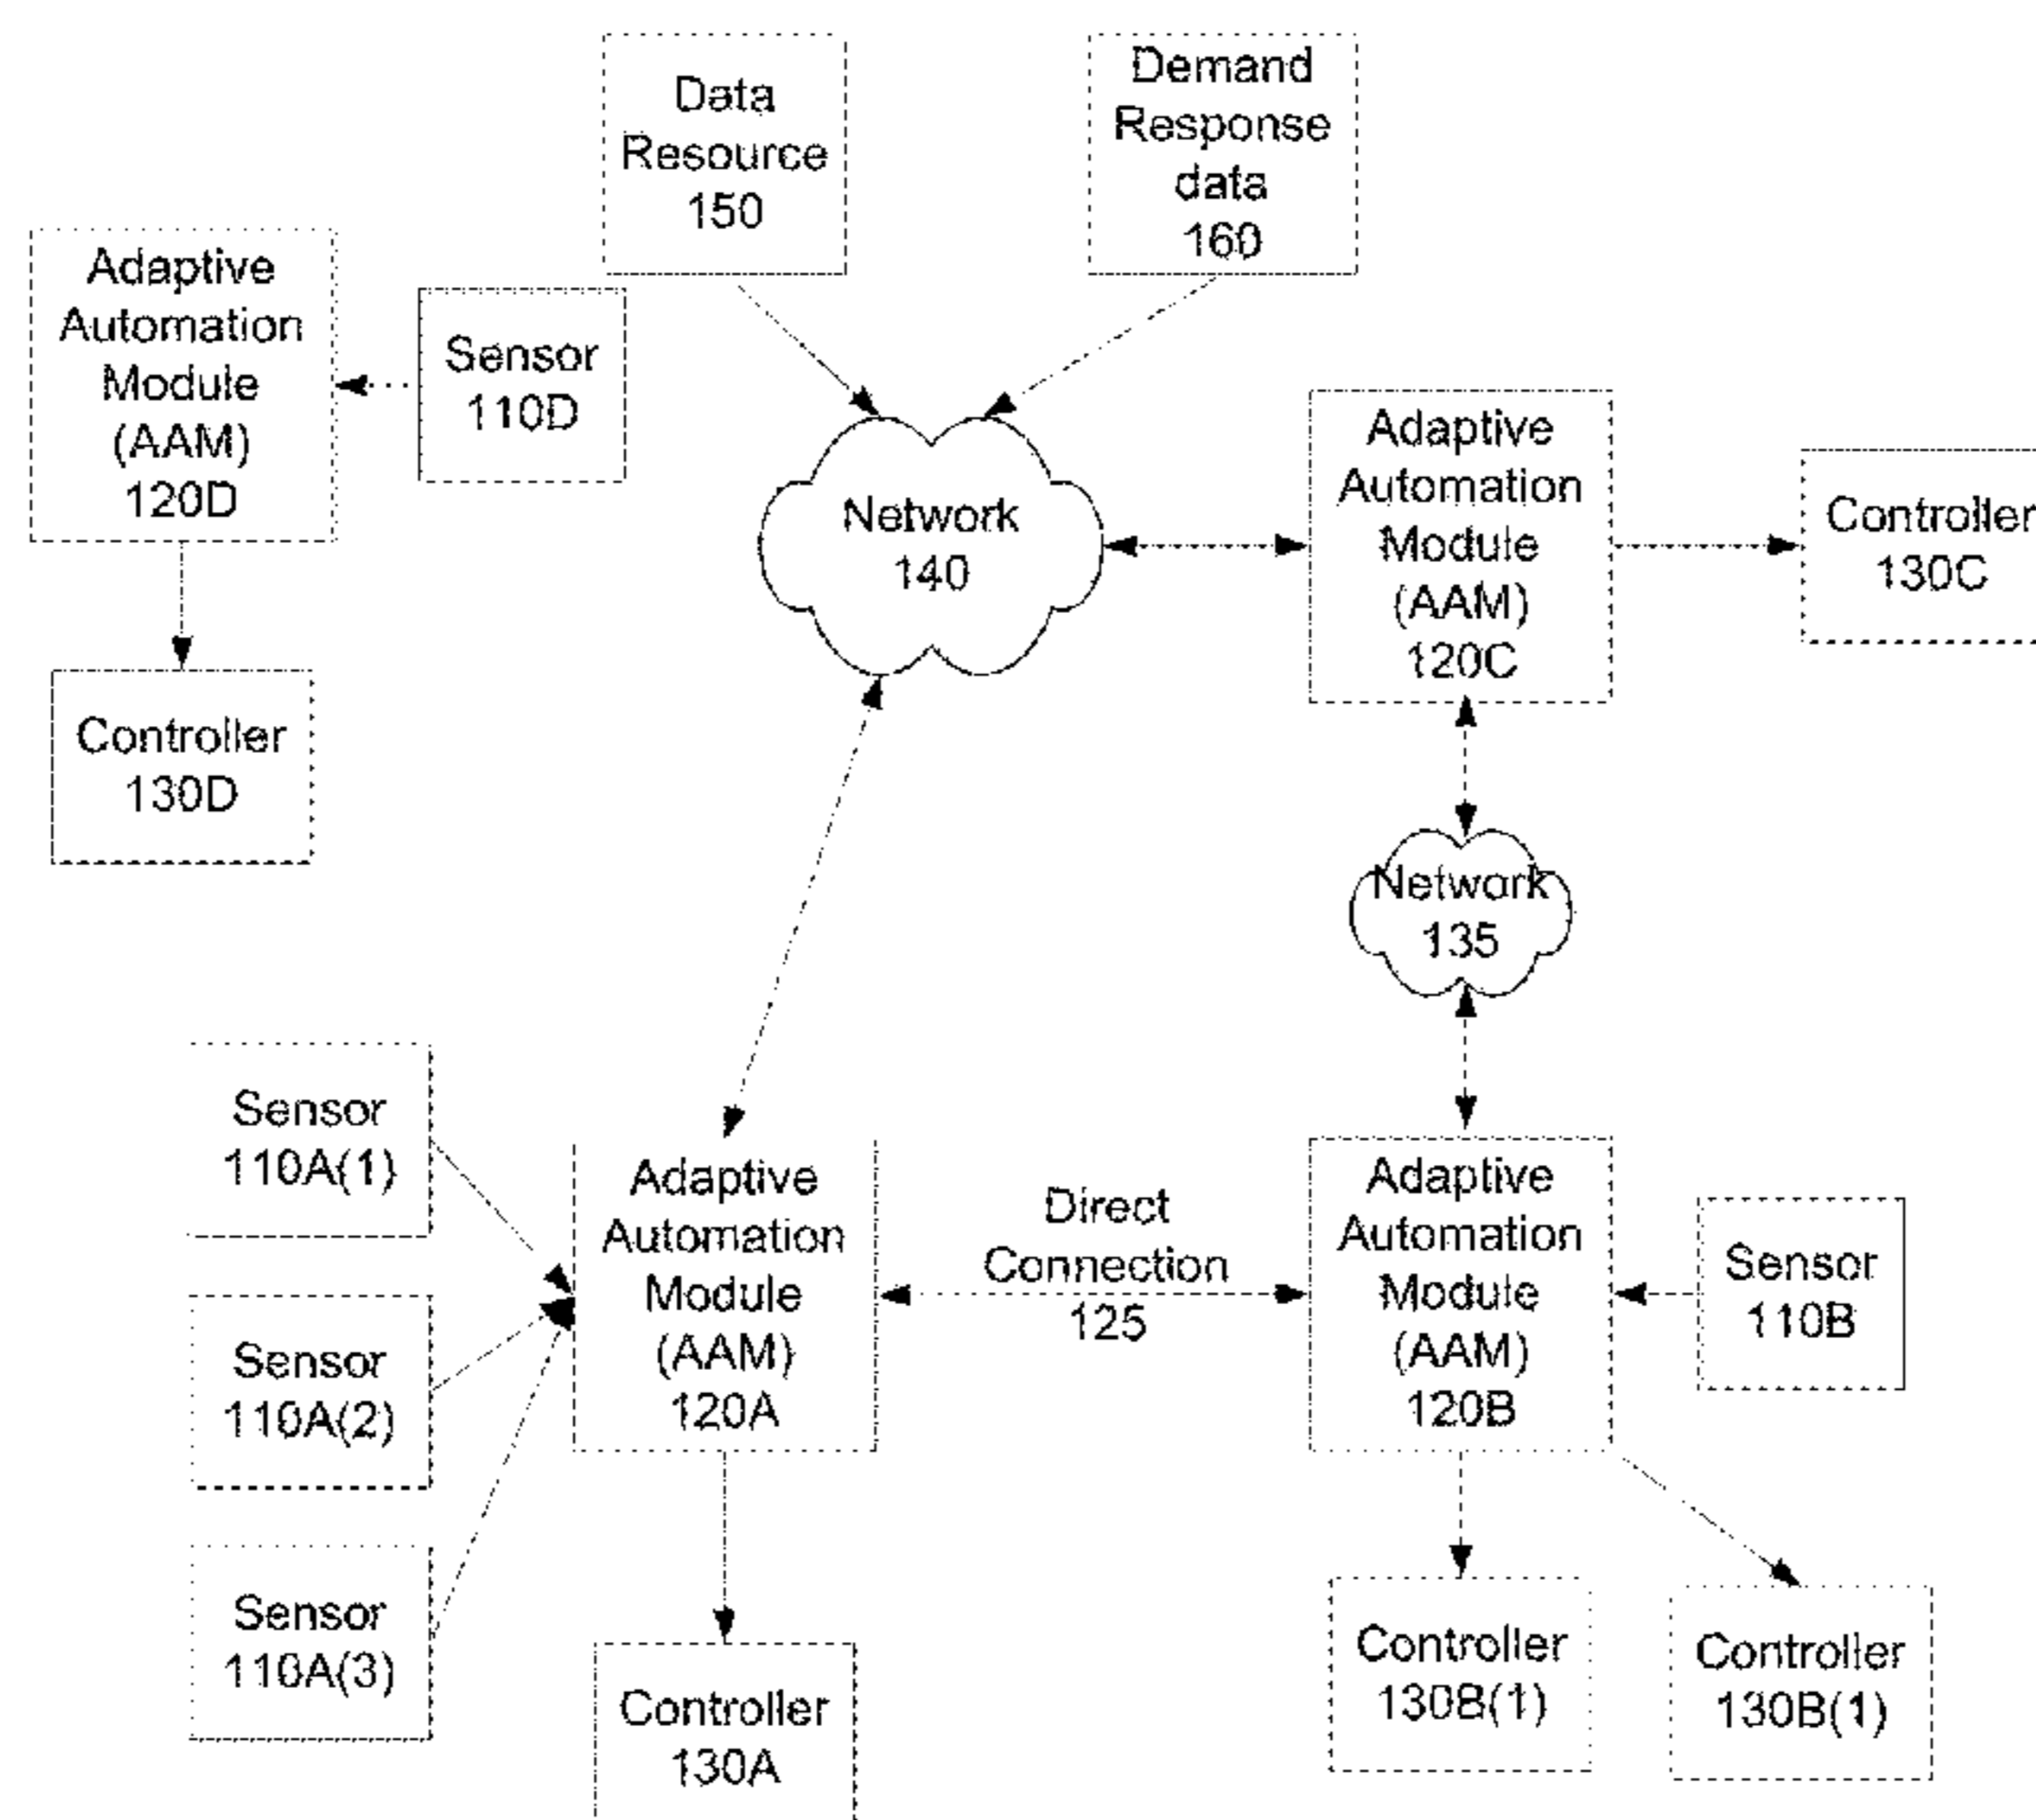 Data
Resource
150
Demand
Response
data
160
Adaptive
Automation
Module
(AAM)
120D
Sensor
110D
Controller
130D
Network
140
Adaptive
Automation
Module
(AAM)
120C
Controller
130C
Network
135
Sensor
110A(1)
Sensor
110A(2)
Sensor
110A(3)
Adaptive
Automation
Module
(AAM)
120A
Direct
Connection
125
Adaptive
Automation
Module
(AAM)
120B
Sensor
110B
Controller
130A
Controller
130B(1)
Controller
130B(1)